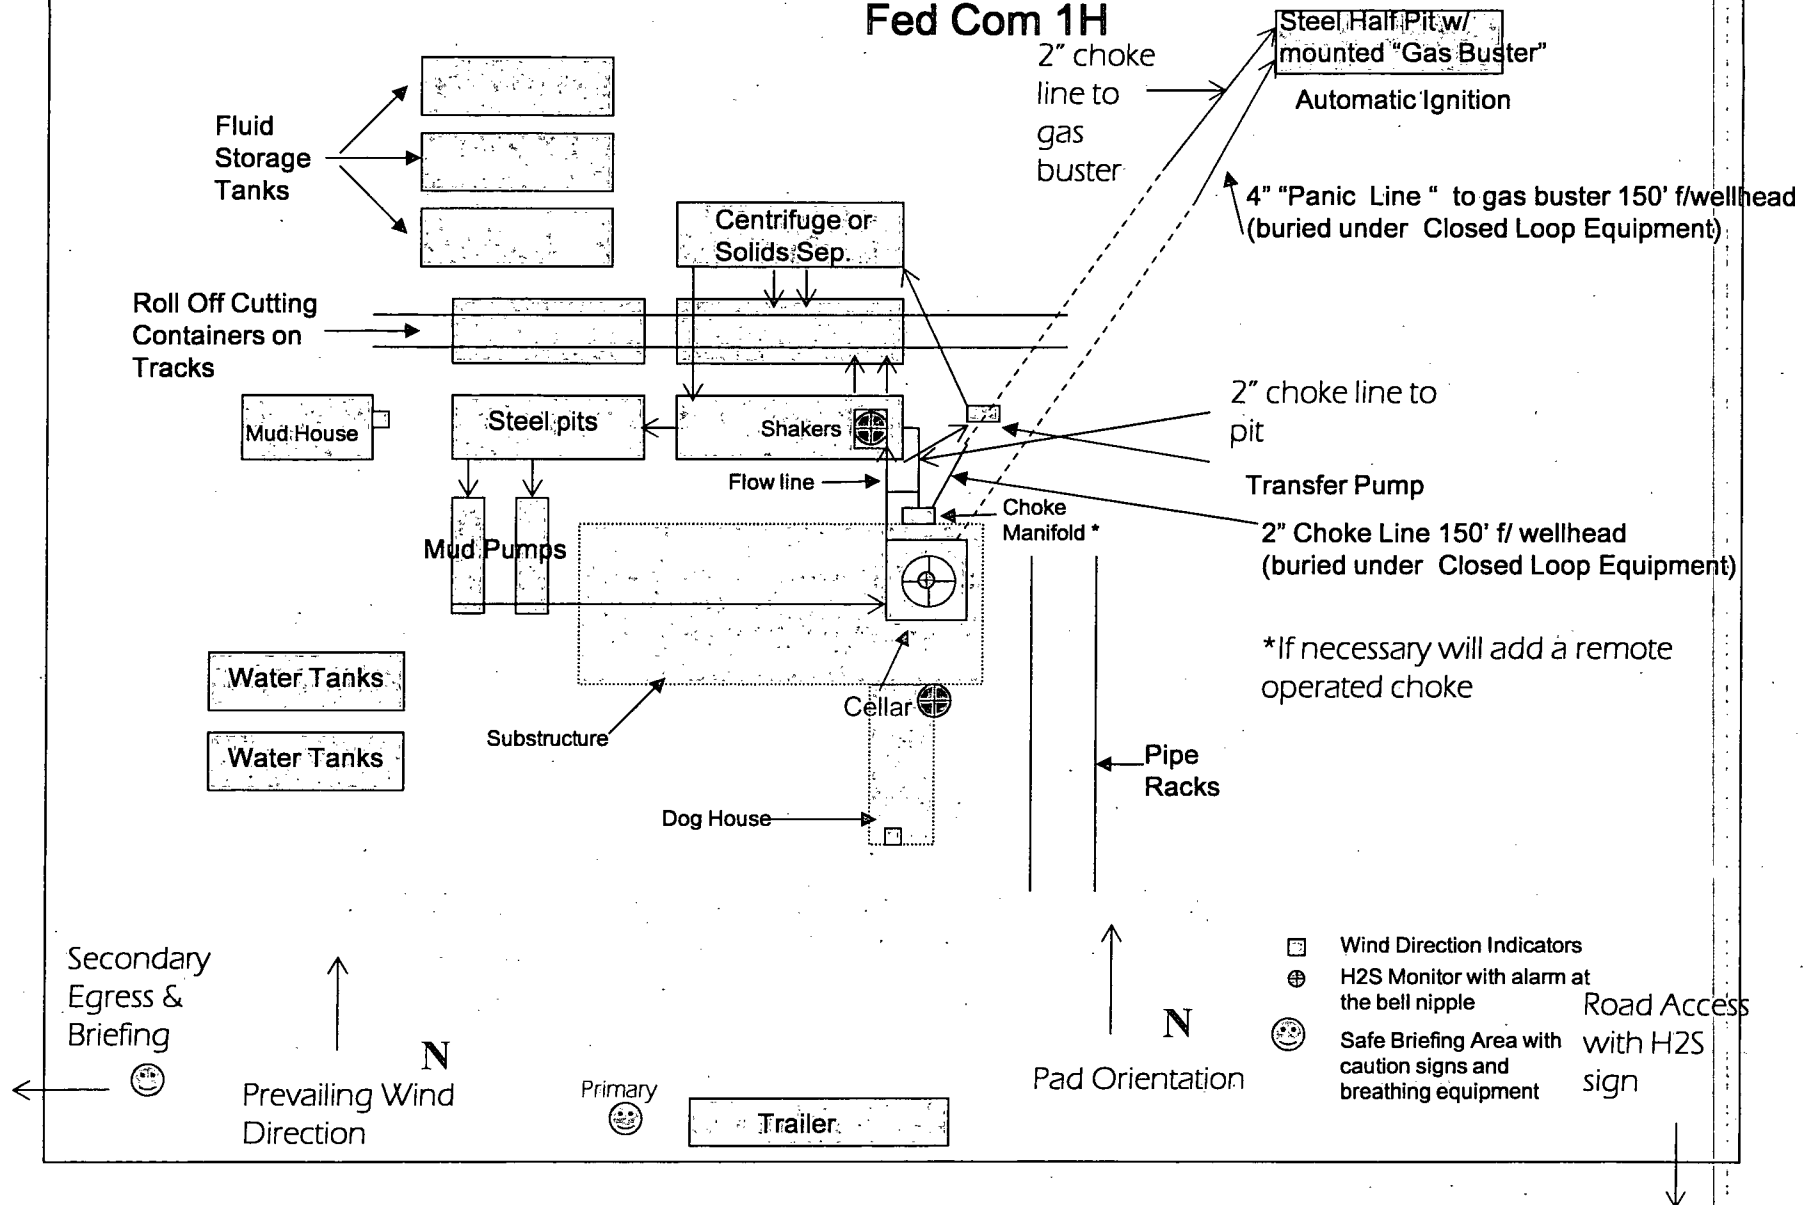 Fed Com 1H
Steel Half Pit w/
mounted “Gas Buster”
Automatic Ignition
2” choke
line to
gas
buster
4” “Panic Line “ to gas buster 150’ f/wellhead
(buried under Closed Loop Equipment)
Fluid
Storage
Tanks
Centrifuge or
Solids Sep.
Roll Off Cutting
Containers on
Tracks
Mud House
Steel pits
Shakers
2” choke line to
pit
Flow line
Transfer Pump
Choke
Manifold *
2” Choke Line 150’ f/ wellhead
(buried under Closed Loop Equipment)
Mud Pumps
*If necessary will add a remote
operated choke
Water Tanks
Cellar
Substructure
Water Tanks
Pipe
Racks
Dog House
Secondary
Egress &
Briefing
N
Prevailing Wind
Direction
Primary
Trailer
N
Pad Orientation
Wind Direction Indicators
H2S Monitor with alarm at
the bell nipple
Safe Briefing Area with
caution signs and
breathing equipment
Road Access
with H2S
sign